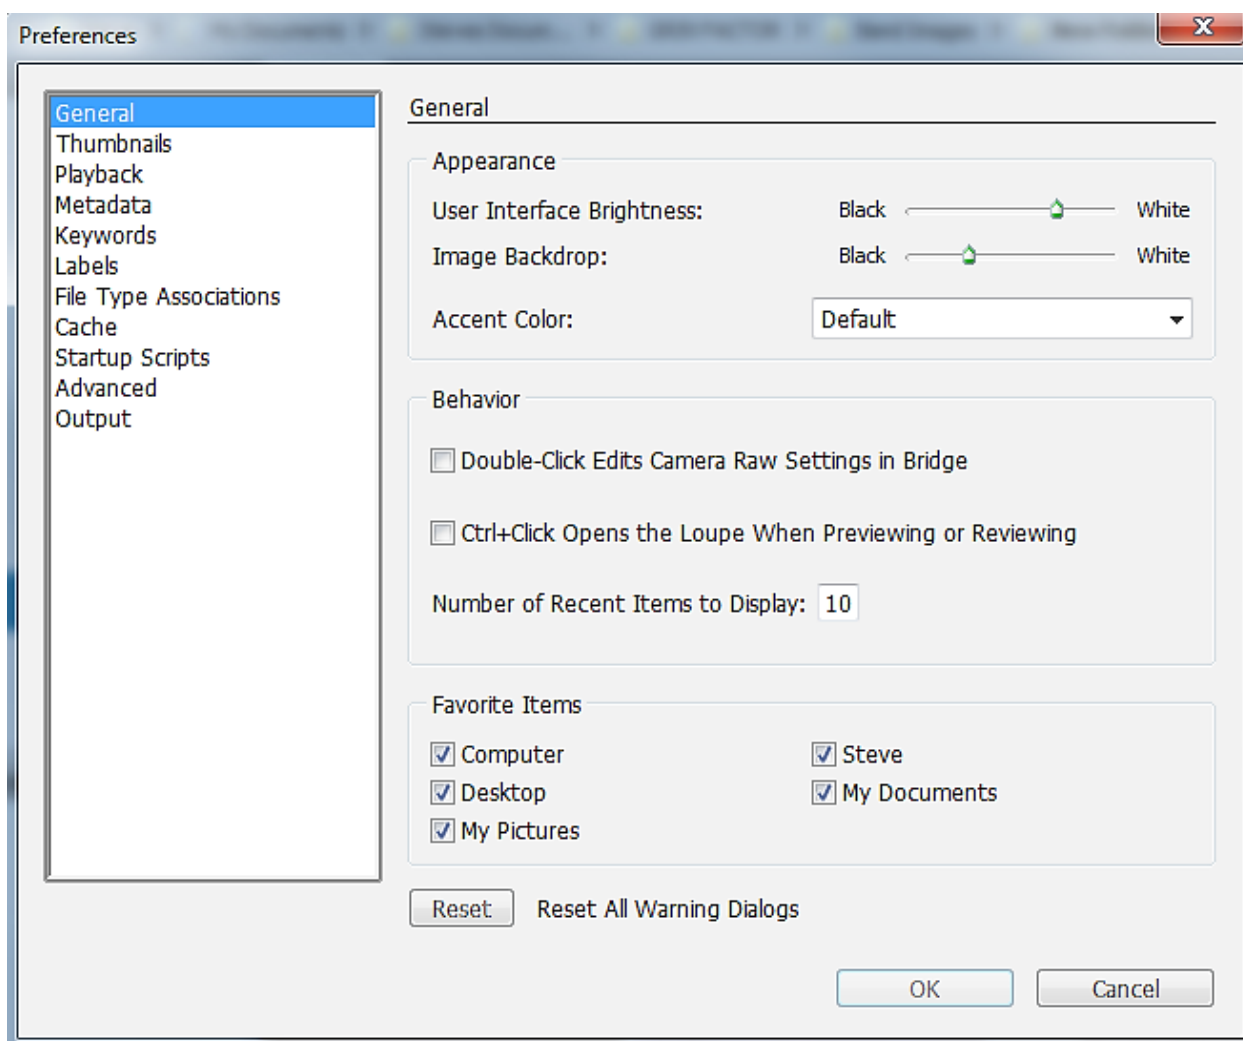 Preferences
X
General
Thumbnails
Playback
Metadata
Keywords
Labels
File Type Associations
Cache
Startup Scripts
Advanced
Output
General
Appearance
User Interface Brightness: Black White
Image Backdrop: Black White
Accent Color: Default
Behavior
Double-Click Edits Camera Raw Settings in Bridge
Ctrl+Click Opens the Loupe When Previewing or Reviewing
Number of Recent Items to Display: 10
Favorite Items
Computer Steve
Desktop My Documents
My Pictures
Reset Reset All Warning Dialogs
OK Cancel